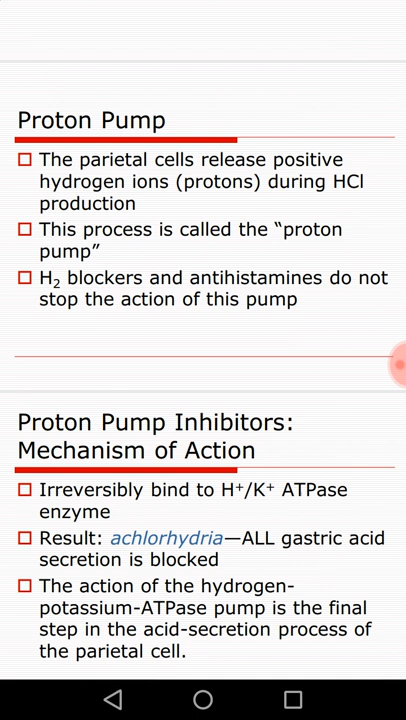 Proton Pump
The parietal cells release positive
hydrogen ions (protons) during HCl
production
This process is called the “proton
pump”
H₂ blockers and antihistamines do not
stop the action of this pump
Proton Pump Inhibitors:
Mechanism of Action
Irreversibly bind to H⁺/K⁺ ATPase
enzyme
Result: achlorhydria—ALL gastric acid
secretion is blocked
The action of the hydrogen-
potassium-ATPase pump is the final
step in the acid-secretion process of
the parietal cell.